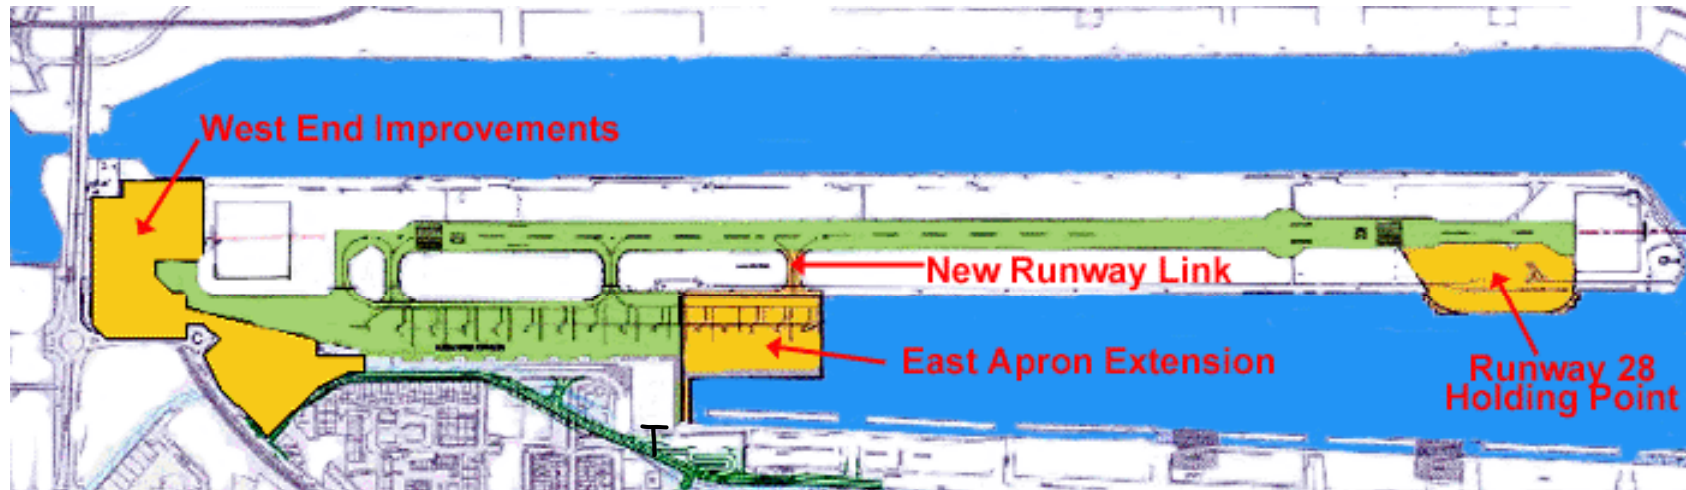 West End Improvements
New Runway Link
East Apron Extension
Runway 28
Holding Point
C
T